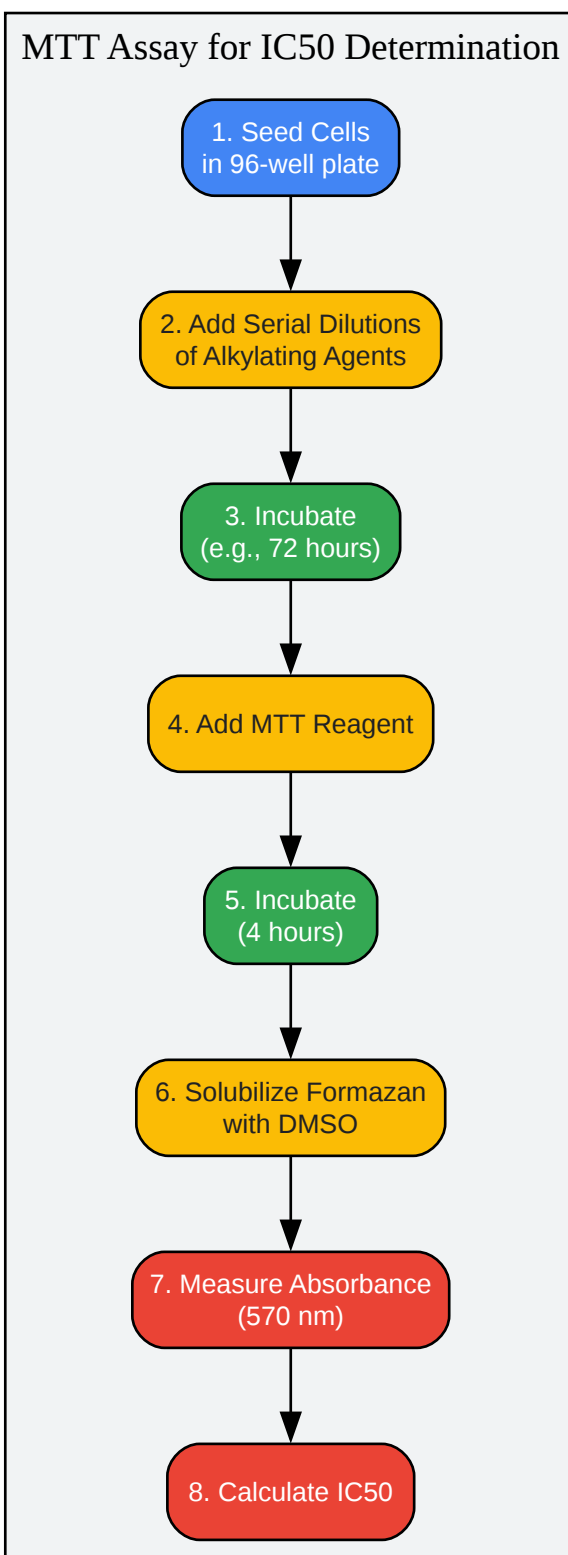 MTT Assay for IC50 Determination
1. Seed Cells
in 96-well plate
2. Add Serial Dilutions
of Alkylating Agents
3. Incubate
(e.g., 72 hours)
4. Add MTT Reagent
5. Incubate
(4 hours)
6. Solubilize Formazan
with DMSO
7. Measure Absorbance
(570 nm)
8. Calculate IC50